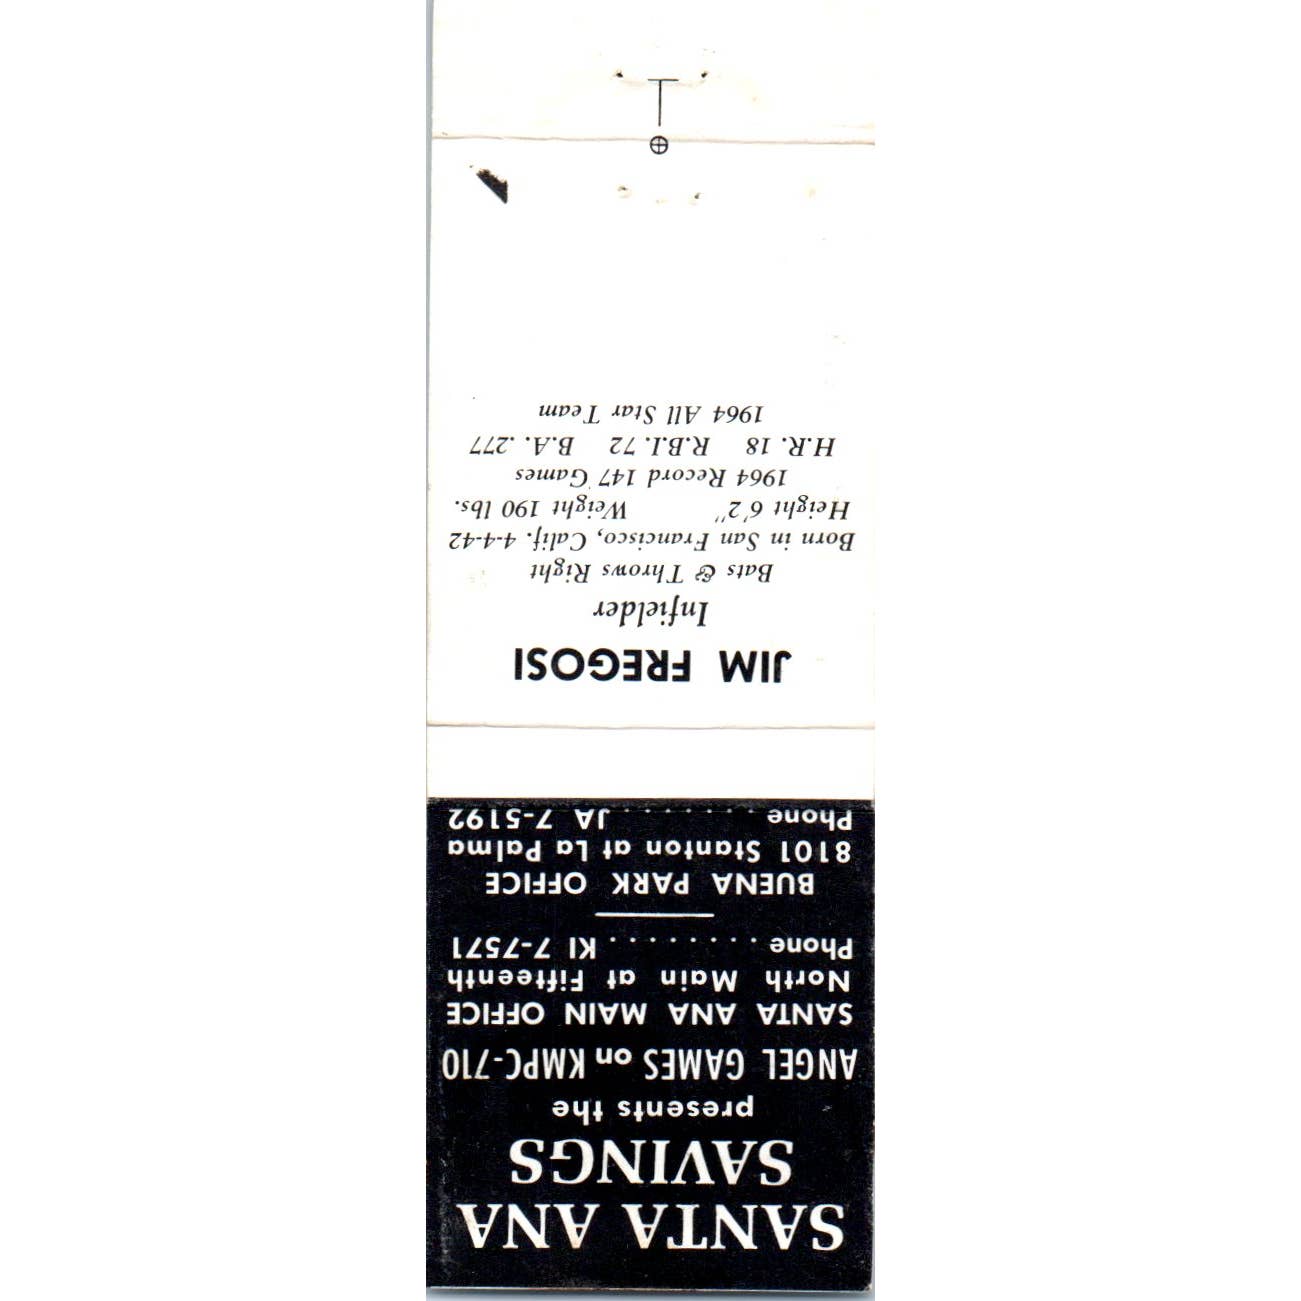 SANTA ANA
SAVINGS
presents the
ANGEL GAMES on KMPC-710
SANTA ANA MAIN OFFICE
North Main at Fifteenth
Phone ........ KI 7-7571
BUENA PARK OFFICE
8101 Stanton at La Palma
Phone ........ JA 7-5192
JIM FREGOSI
Infielder
Bats & Throws Right
Born in San Francisco, Calif. 4-4-42
Height 6'2" Weight 190 lbs.
1964 Record 147 Games
H.R. 18 R.B.I. 72 B.A. .277
1964 All Star Team